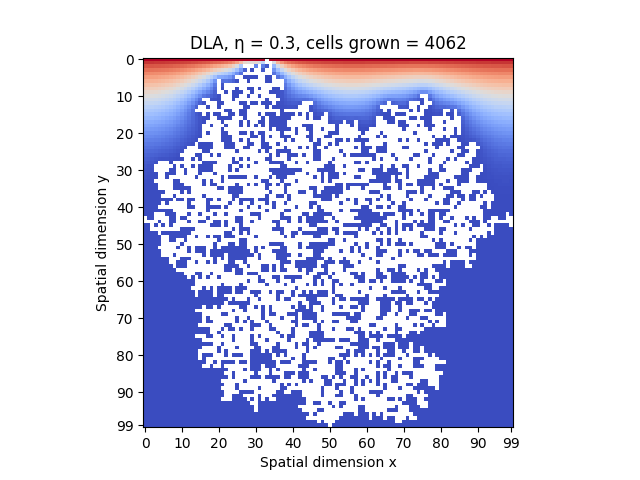 DLA, η = 0.3, cells grown = 4062
0
10
20
30
40
50
60
70
80
90
99
Spatial dimension y
0 10 20 30 40 50 60 70 80 90 99
Spatial dimension x